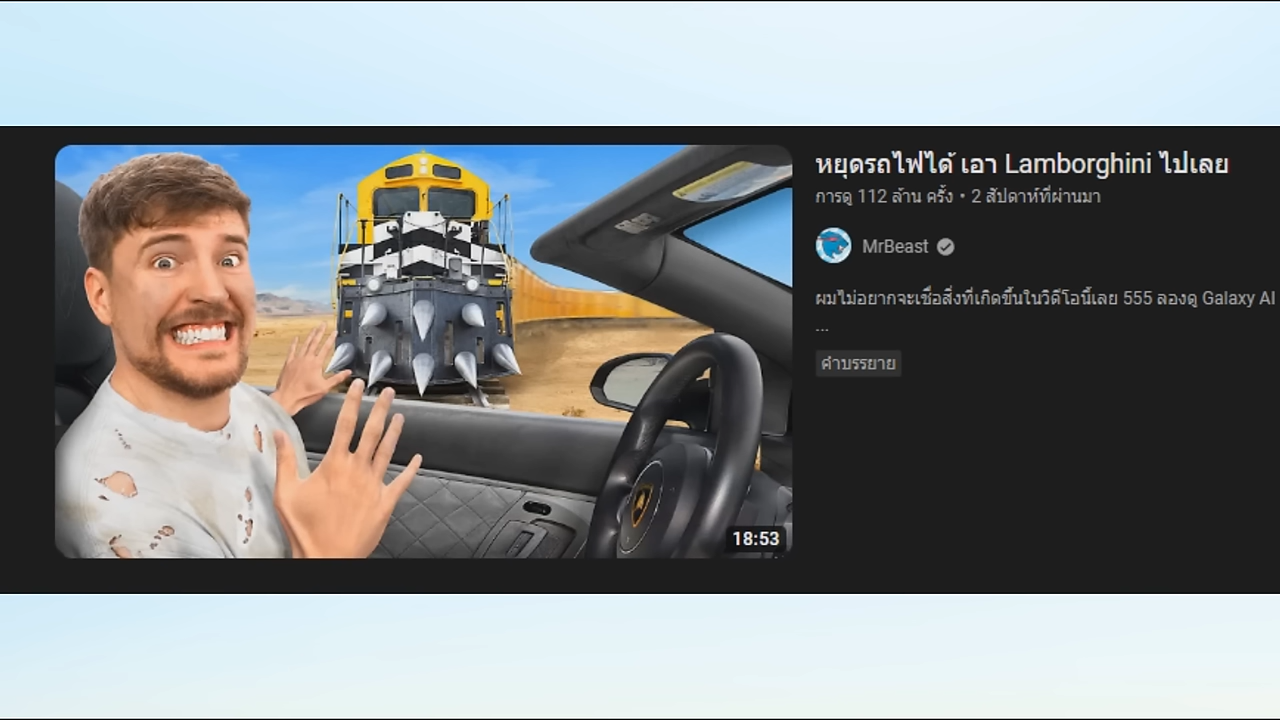 หยุดรถไฟได้ เอา Lamborghini ไปเลย
การดู 112 ล้าน ครั้ง • 2 สัปดาห์ที่ผ่านมา
MrBeast
ผมไม่อยากจะเชื่อสิ่งที่เกิดขึ้นในวิดีโอนี้เลย 555 ลองดู Galaxy AI
...
คำบรรยาย
18:53